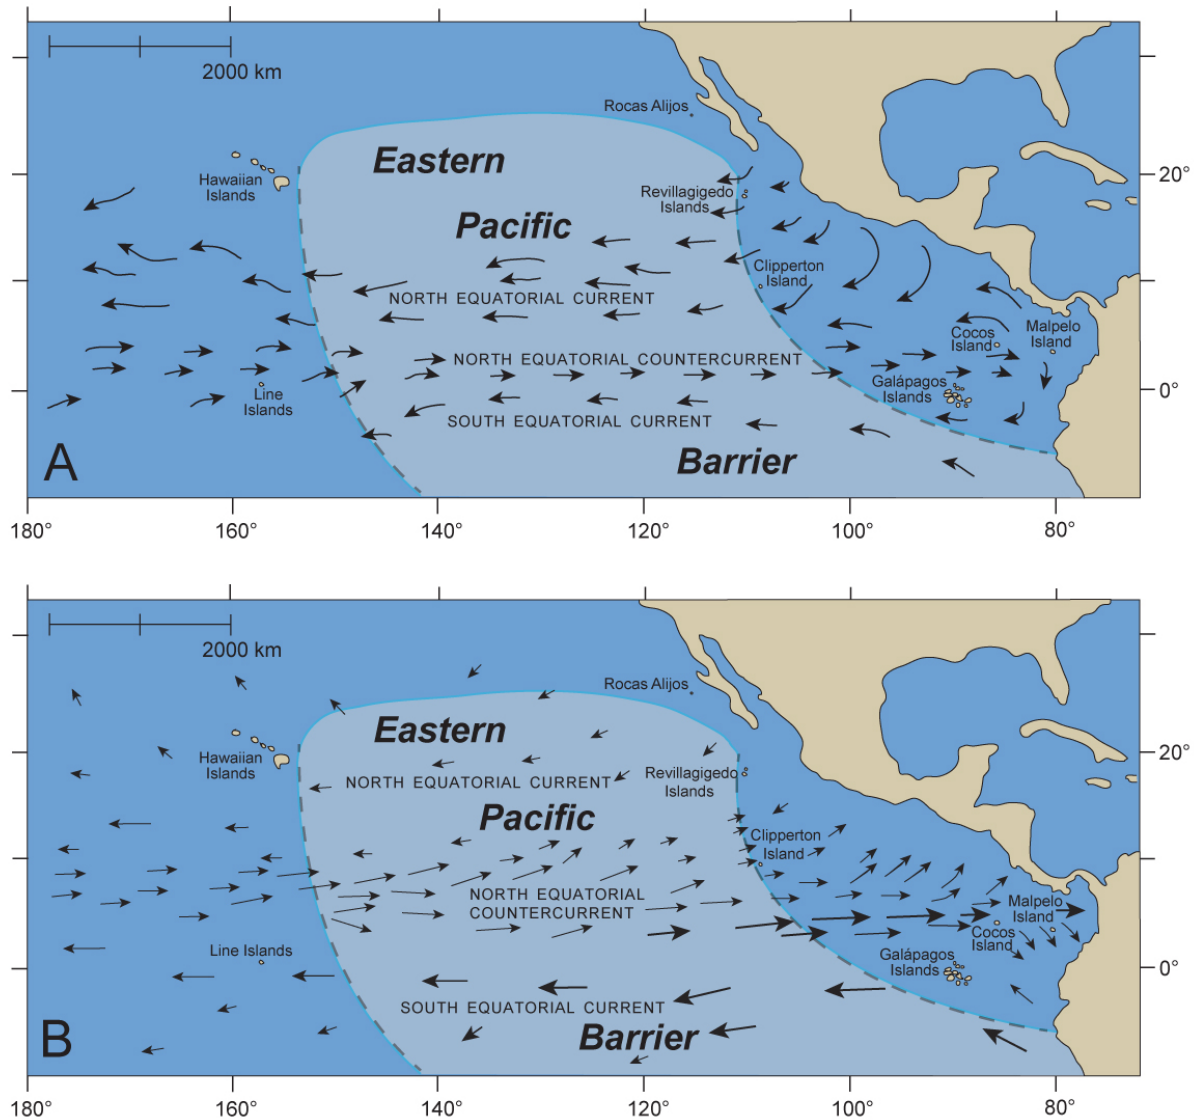 2000 km
Rocas Alijos
Eastern
Hawaiian
Islands
20°
Revillagigedo
Islands
Pacific
Clipperton
Island
NORTH EQUATORIAL CURRENT
Cocos
Island
Malpelo
Island
NORTH EQUATORIAL COUNTERCURRENT
Line
Islands
Galápagos
Islands
0°
SOUTH EQUATORIAL CURRENT
A
Barrier
180°
160°
140°
120°
100°
80°
2000 km
Rocas Alijos
Eastern
Hawaiian
Islands
20°
NORTH EQUATORIAL CURRENT
Revillagigedo
Islands
Pacific
Clipperton
Island
NORTH EQUATORIAL
COUNTERCURRENT
Malpelo
Island
Cocos
Island
Line Islands
Galápagos
Islands
0°
SOUTH EQUATORIAL CURRENT
B
Barrier
180°
160°
140°
120°
100°
80°